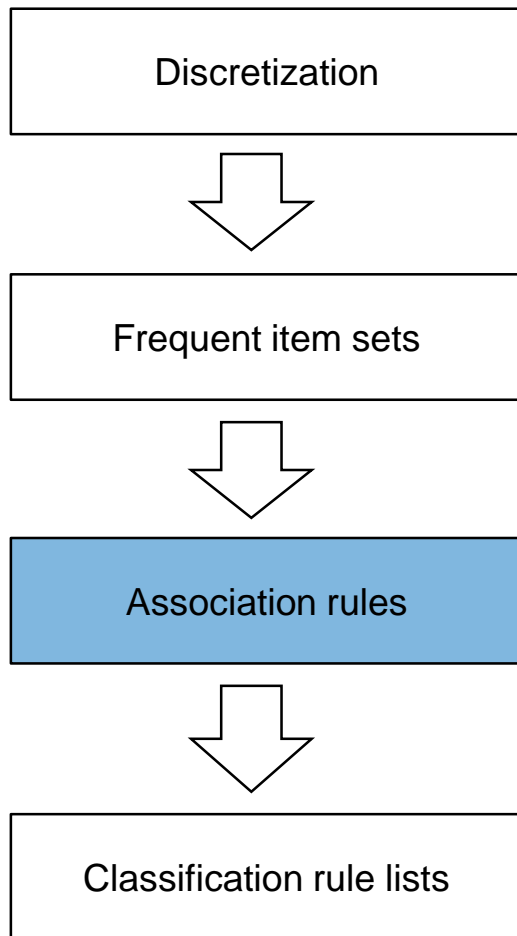 Discretization
Frequent item sets
Association rules
Classification rule lists